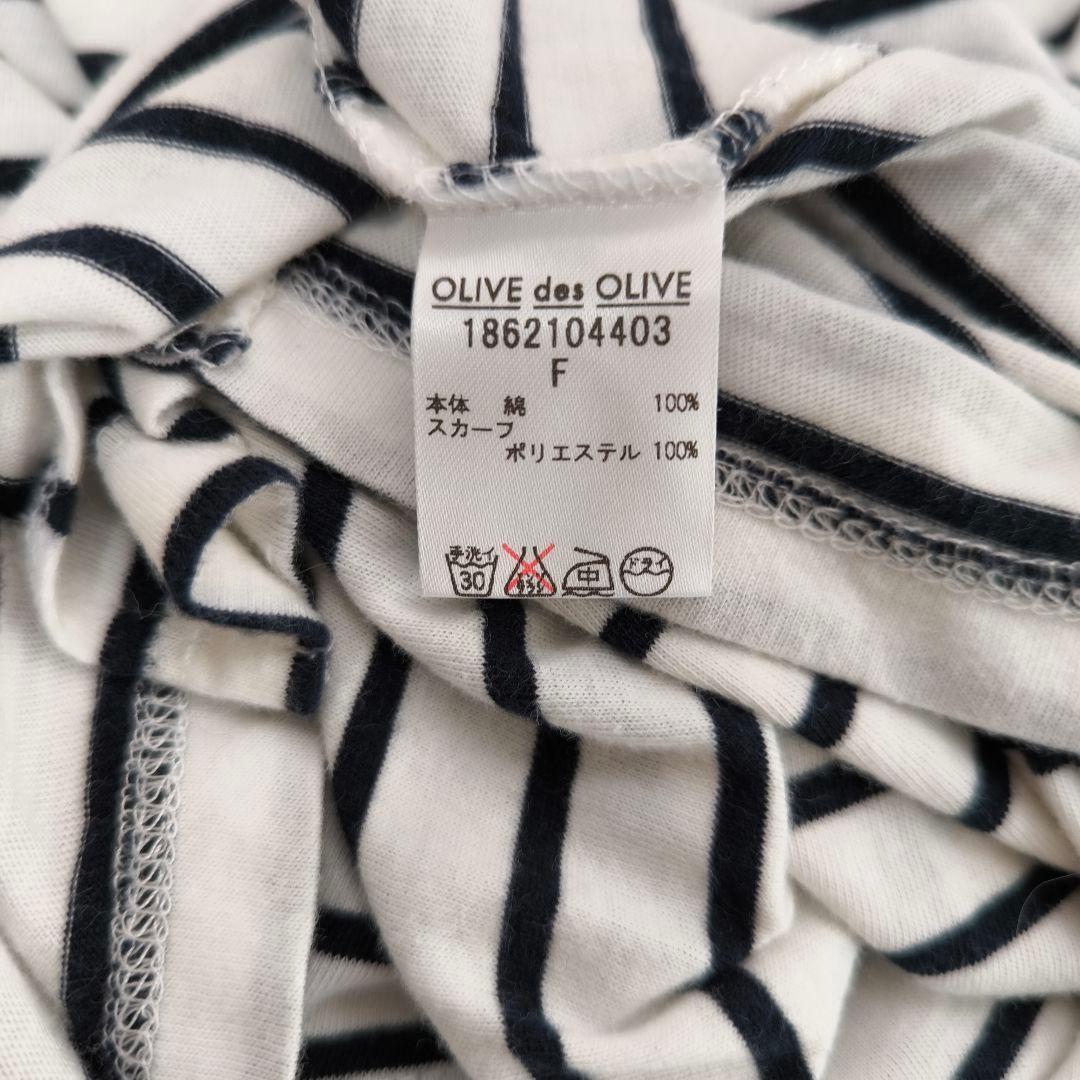 OLIVE des OLIVE
1862104403
F
本体 綿 100%
スカーフ
ポリエステル 100%
手洗イ 30 中 ドライ